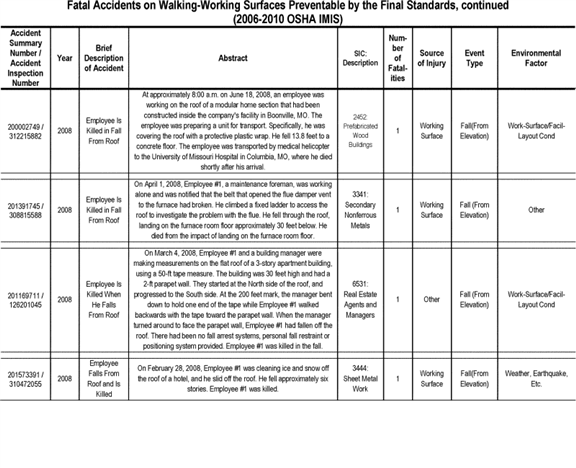 Fatal Accidents on Walking-Working Surfaces Preventable by the Final Standards, continued
(2006-2010 OSHA IMIS)
Accident
Summary
Number /
Accident
Inspection
Number
Year
Brief
Description
of Accident
Abstract
SIC:
Description
Num-
ber
of
Fatal-
ities
Source
of Injury
Event
Type
Environmental
Factor
200002749 /
312215882
2008
Employee Is
Killed in Fall
From Roof
At approximately 8:00 a.m. on June 18, 2008, an employee was
working on the roof of a modular home section that had been
constructed inside the company's facility in Boonville, MO. The
employee was preparing a unit for transport. Specifically, he was
covering the roof with a protective plastic wrap. He fell 13.8 feet to a
concrete floor. The employee was transported by medical helicopter
to the University of Missouri Hospital in Columbia, MO, where he died
shortly after his arrival.
2452:
Prefabricated
Wood
Buildings
1
Working
Surface
Fall(From
Elevation)
Work-Surface/Facil-
Layout Cond
201391745 /
308815588
2008
Employee Is
Killed in Fall
From Roof
On April 1, 2008, Employee #1, a maintenance foreman, was working
alone and was notified that the belt that opened the flue damper vent
to the furnace had broken. He climbed a fixed ladder to access the
roof to investigate the problem with the flue. He fell through the roof,
landing on the furnace room floor approximately 30 feet below. He
died from the impact of landing on the furnace room floor.
3341:
Secondary
Nonferrous
Metals
1
Working
Surface
Fall (From
Elevation)
Other
201169711 /
126201045
2008
Employee Is
Killed When
He Falls
From Roof
On March 4, 2008, Employee #1 and a building manager were
making measurements on the flat roof of a 3-story apartment building,
using a 50-ft tape measure. The building was 30 feet high and had a
2-ft parapet wall. They started at the North side of the roof, and
progressed to the South side. At the 200 feet mark, the manager bent
down to hold one end of the tape while Employee #1 walked
backwards with the tape toward the parapet wall. When the manager
turned around to face the parapet wall, Employee #1 had fallen off the
roof. There had been no fall arrest systems, personal fall restraint or
positioning system provided. Employee #1 was killed in the fall.
6531:
Real Estate
Agents and
Managers
1
Other
Fall (From
Elevation)
Work-Surface/Facil-
Layout Cond
201573391 /
310472055
2008
Employee
Falls From
Roof and Is
Killed
On February 28, 2008, Employee #1 was cleaning ice and snow off
the roof of a hotel, and he slid off the roof. He fell approximately six
stories. Employee #1 was killed.
3444:
Sheet Metal
Work
1
Working
Surface
Fall(From
Elevation)
Weather, Earthquake,
Etc.